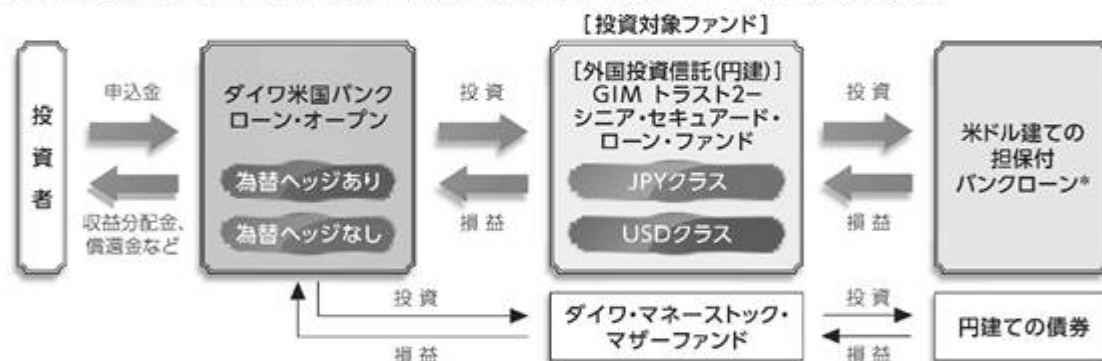 [投資対象ファンド]
投資者
申込金
収益分配金、
償還金など
ダイワ米国バンク
ローン・オープン
為替ヘッジあり
為替ヘッジなし
投資
損益
[外国投資信託(円建)]
GIM トラスト2−
シニア・セキュアード・
ローン・ファンド
JPYクラス
USDクラス
投資
損益
米ドル建ての
担保付
バンクローン*
投資
損益
ダイワ・マネーストック・
マザーファンド
投資
損益
円建ての債券